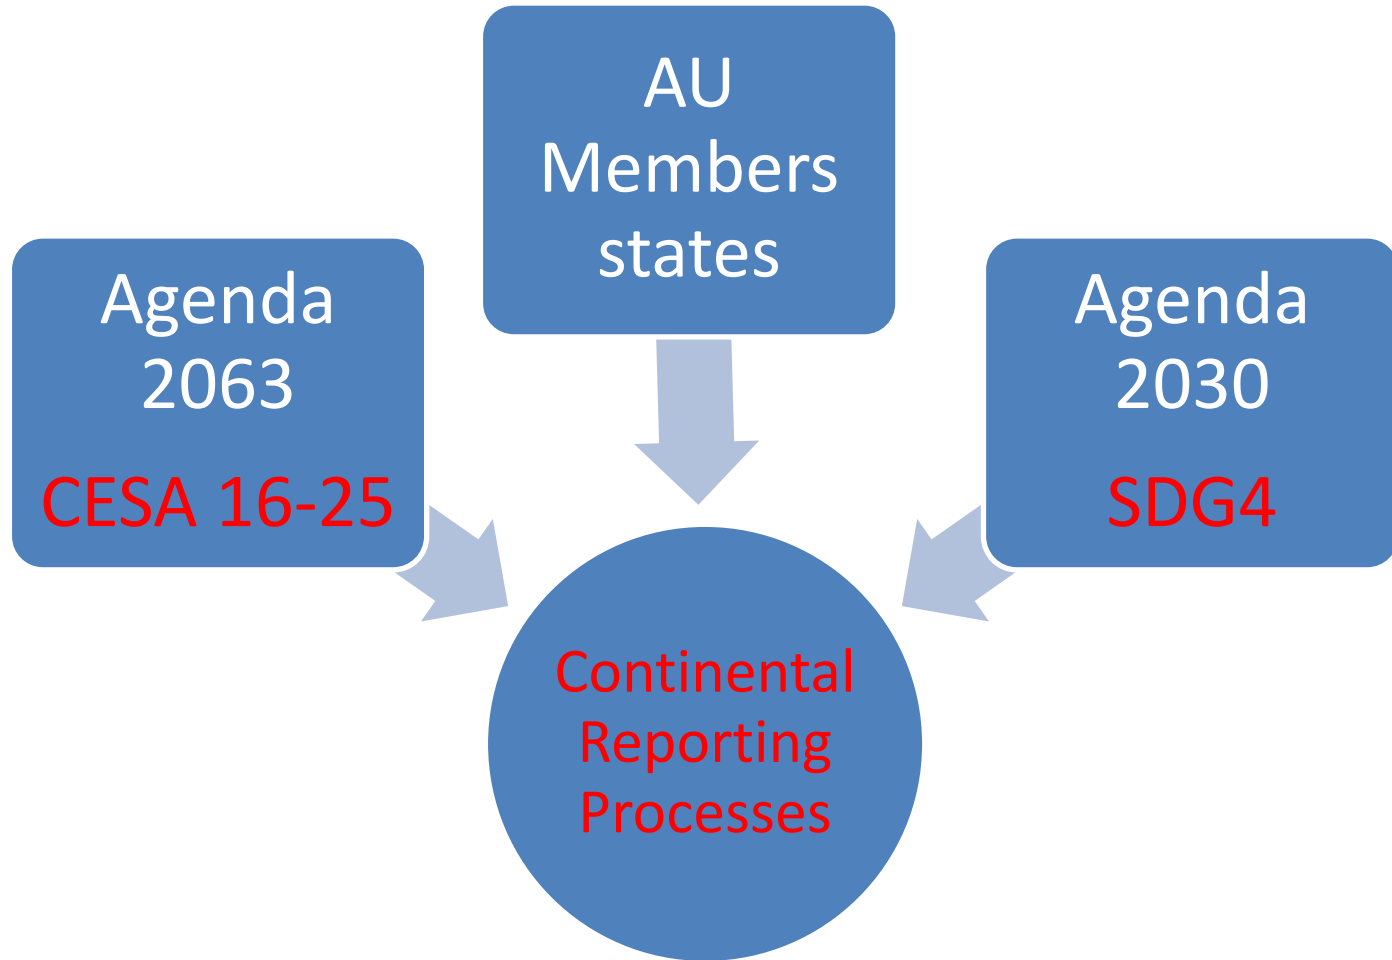 AU
Members
states
Agenda
2063
CESA 16-25
Agenda
2030
SDG4
Continental
Reporting
Processes